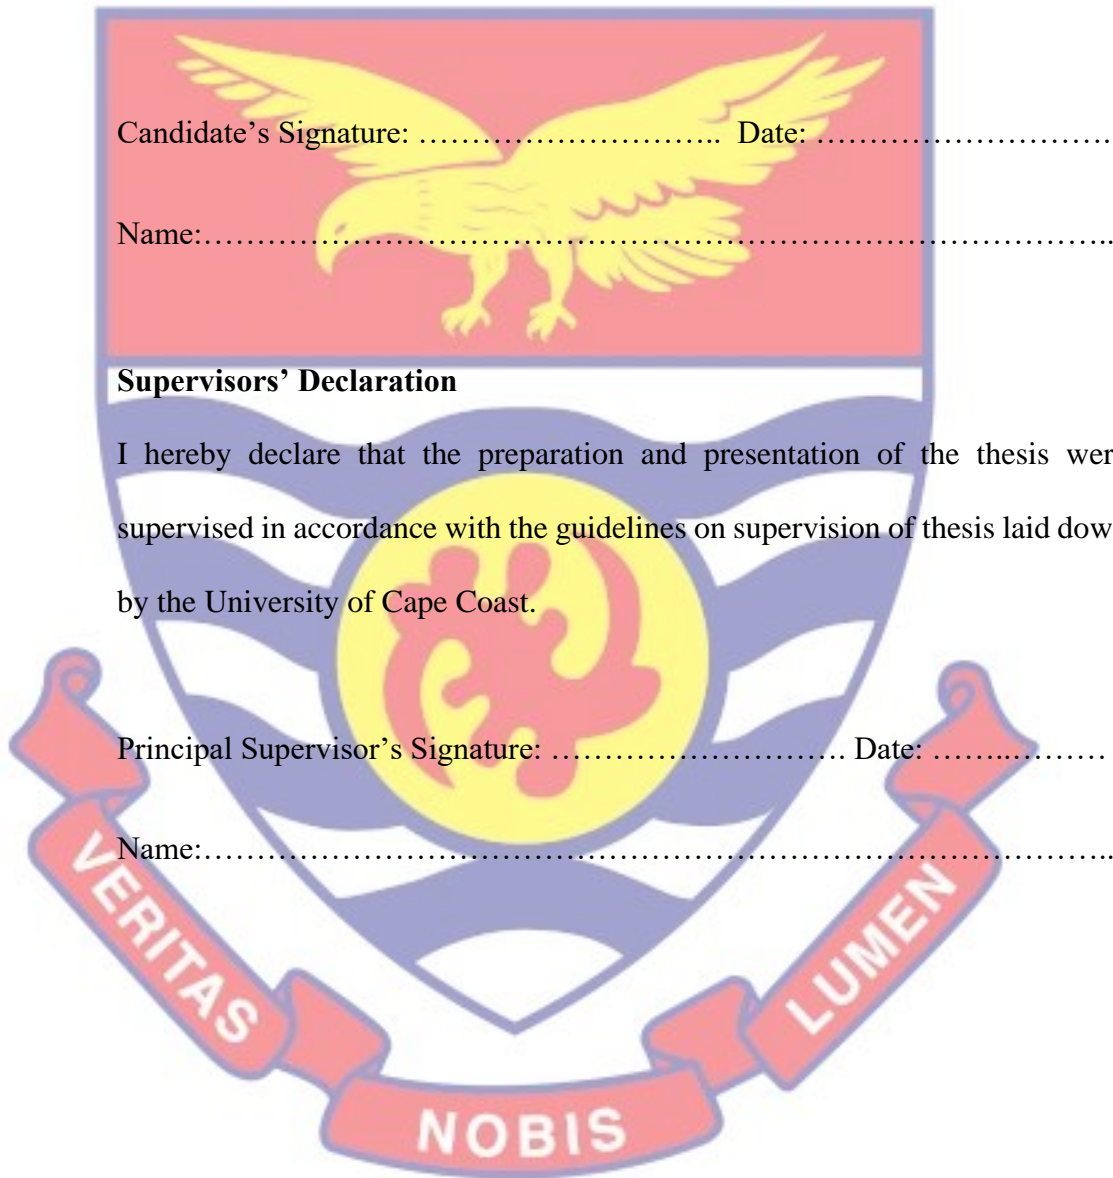 Candidate’s Signature: ……………………….. Date: ……………………….
Name:…………………………………………………………………………..
Supervisors’ Declaration
I hereby declare that the preparation and presentation of the thesis wer
supervised in accordance with the guidelines on supervision of thesis laid dow
by the University of Cape Coast.
Principal Supervisor’s Signature: ………………………. Date: ……..………
Name:…………………………………………………………………………..
VERITAS
NOBIS
LUMEN